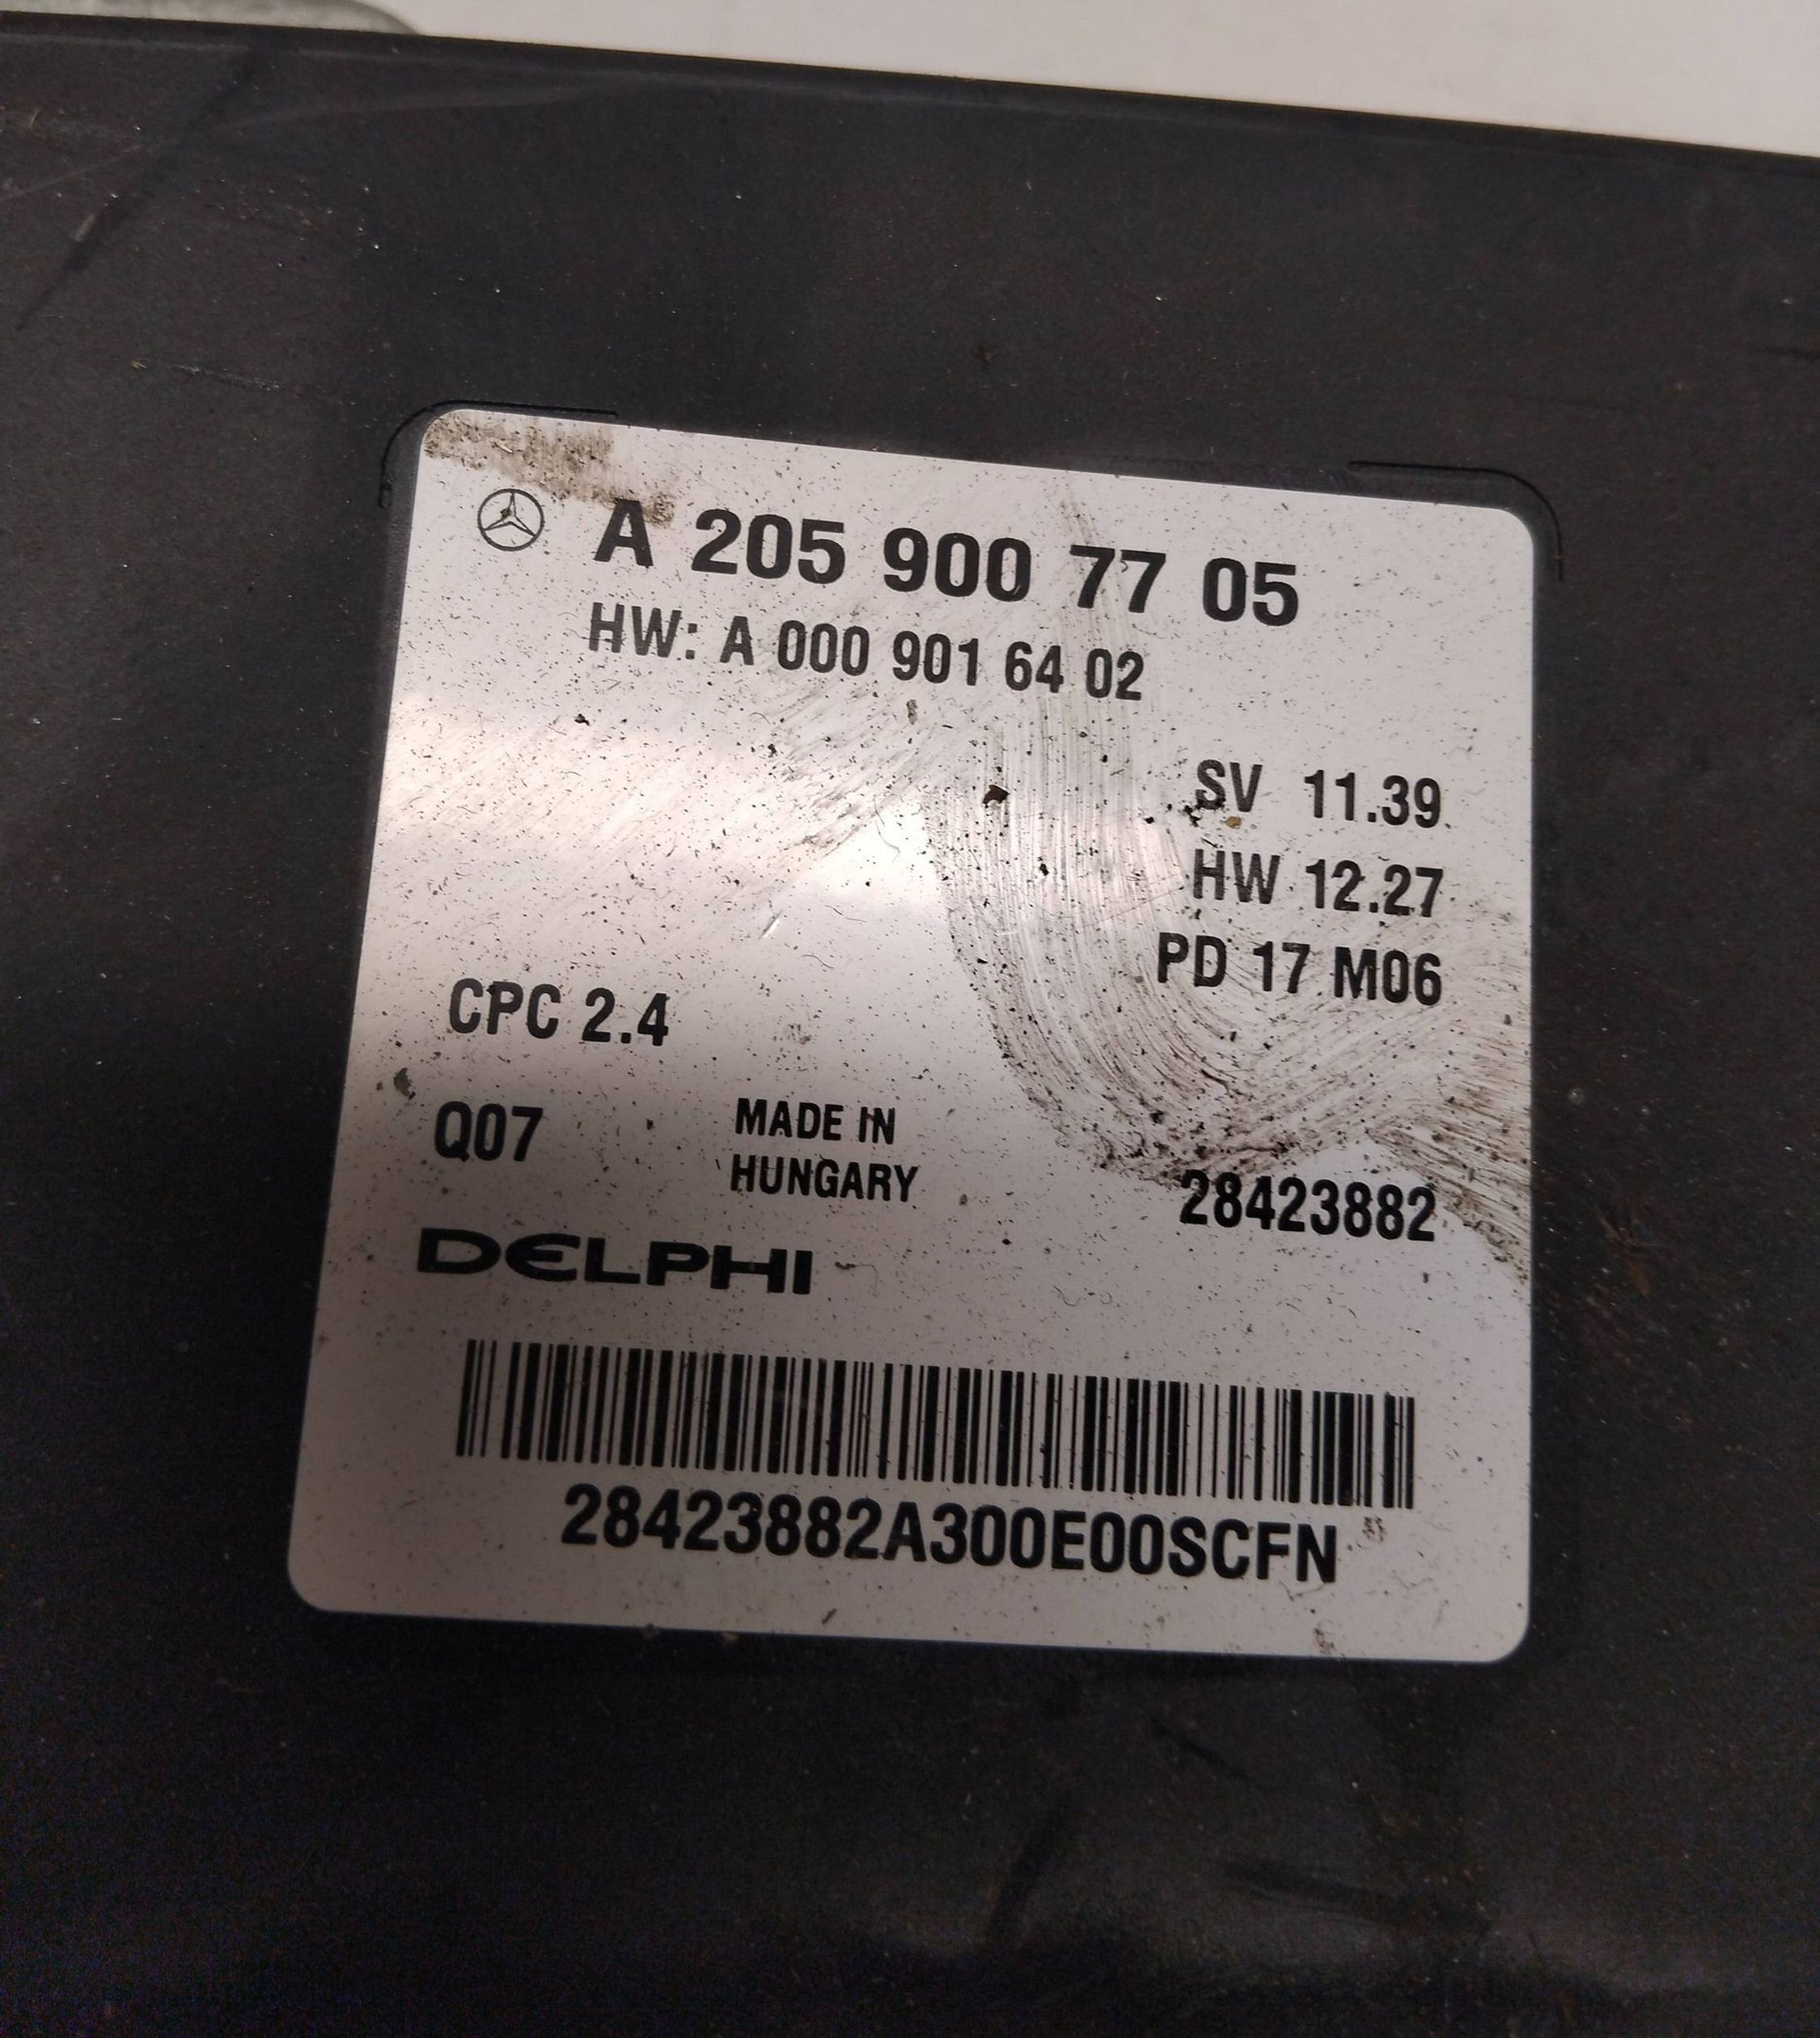 A 205 900 77 05
HW: A 000 901 64 02
SV 11.39
HW 12.27
PD 17 M06
CPC 2.4
Q07
MADE IN
HUNGARY
28423882
DELPHI
28423882A300E00SCFN